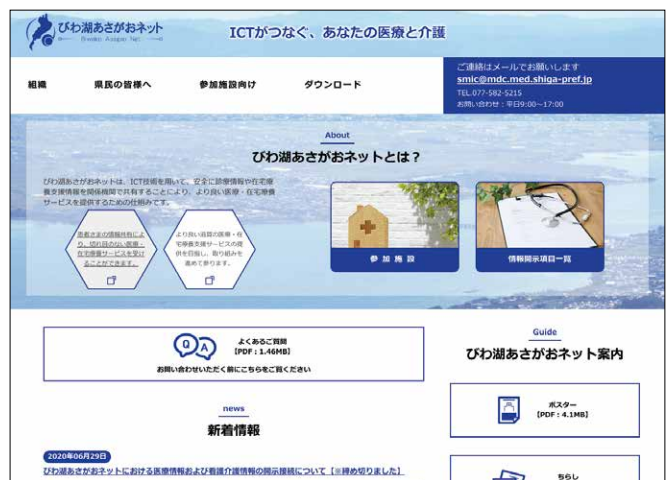 びわ湖あさがおネット
Biwako Asagao Net
ICTがつなぐ、あなたの医療と介護
ご連絡はメールでお願いします
smic@mdc.med.shiga-pref.jp
TEL.077-582-5215
お問い合わせ：平日9:00～17:00
組織 県民の皆様へ 参加施設向け ダウンロード
About
びわ湖あさがおネットとは？
びわ湖あさがおネットは、ICT技術を用いて、安全に診療情報や在宅療
養支援情報を関係機関で共有することにより、より良い医療・在宅療養
サービスを提供するための仕組みです。
患者さまの情報共有によ
り、切れ目のない医療・
在宅療養サービスを受け
ることができます。
より良い滋賀の医療・在
宅療養支援サービスの提
供を目指し、取り組みを
進めて参ります。
参加施設
情報開示項目一覧
Q A
よくあるご質問
[PDF：1.46MB]
お問い合わせいただく前にこちらをご覧ください
Guide
びわ湖あさがおネット案内
ポスター
[PDF：4.1MB]
news
新着情報
2020年06月29日
びわ湖あさがおネットにおける医療情報および看護介護情報の開示接続について【※締め切りました】
ちらし